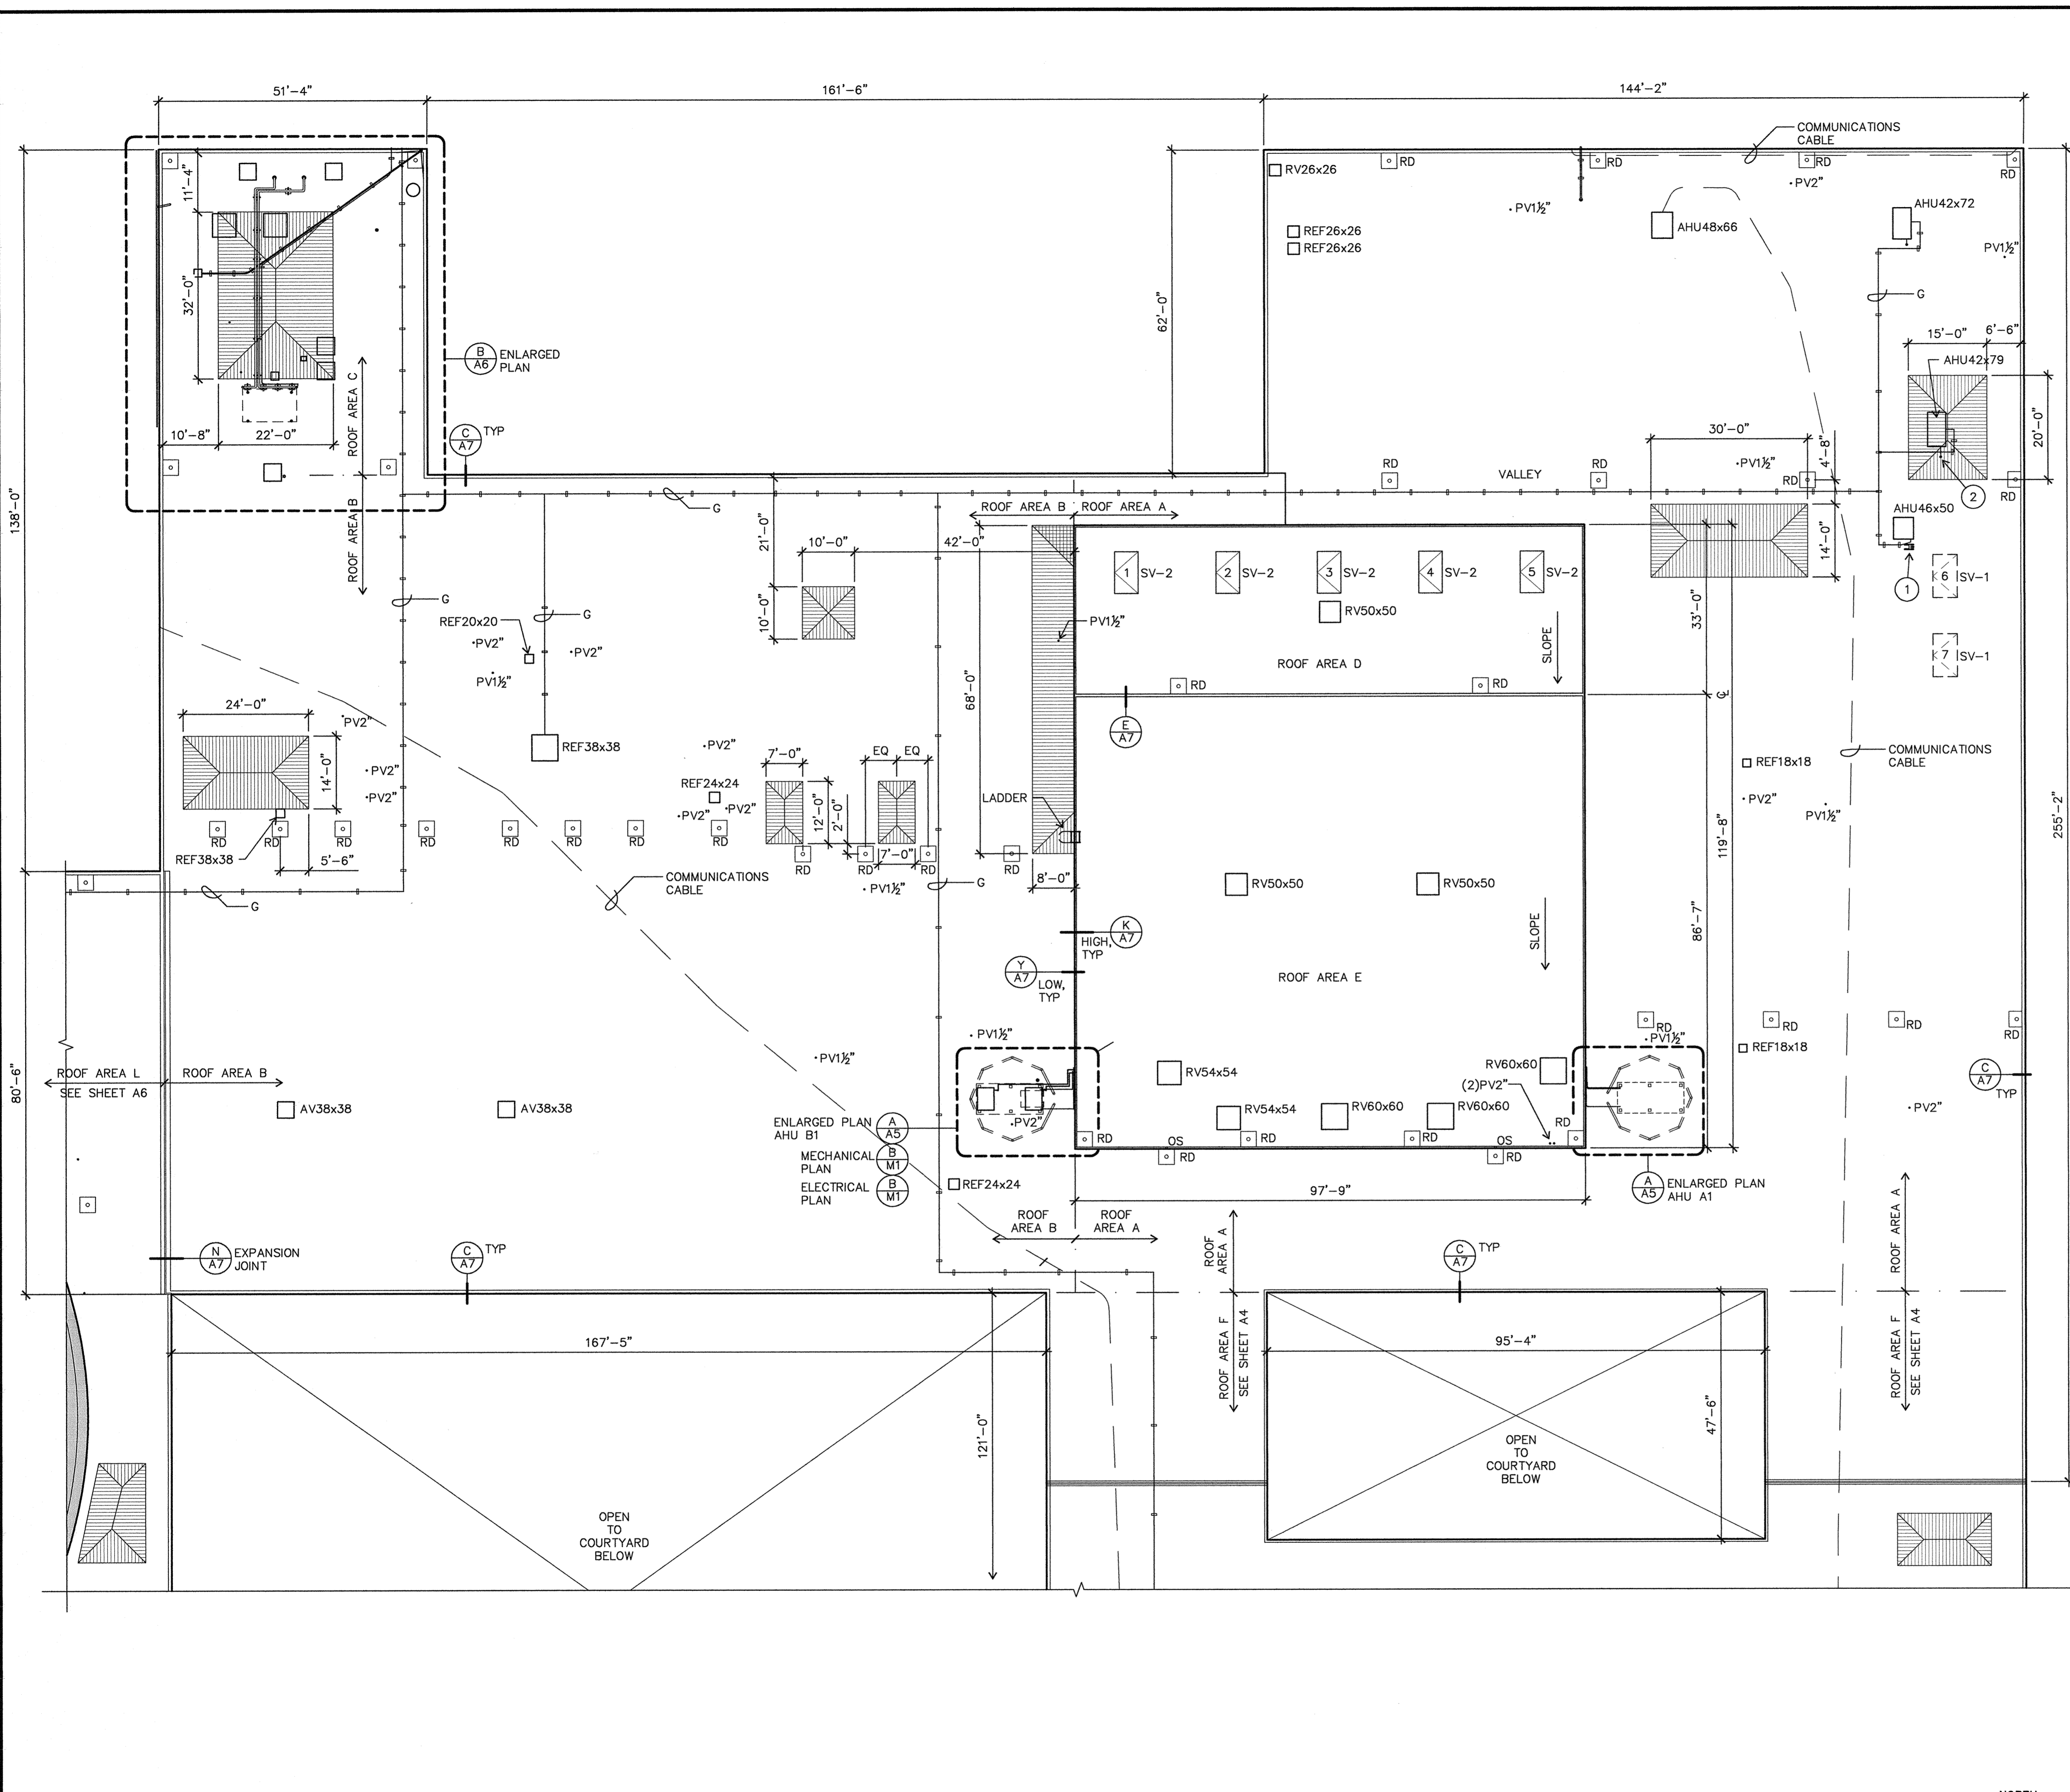 51'-4"
161'-6"
144'-2"
COMMUNICATIONS
CABLE
RD
RD
RD
RD
RV26x26
PV2"
PV1½"
REF26x26
REF26x26
AHU48x66
AHU42x72
PV1½"
G
11'-4"
32'-0"
62'-0"
138'-0"
B
A6
ENLARGED
PLAN
ROOF AREA C
10'-8"
22'-0"
C
A7
TYP
15'-0"
6'-6"
AHU42x79
20'-0"
30'-0"
4'-8"
PV1½"
RD
RD
VALLEY
RD
RD
2
G
ROOF AREA B
ROOF AREA B
ROOF AREA A
AHU46x50
21'-0"
10'-0"
42'-0"
14'-0"
1
SV-2
2
SV-2
3
SV-2
4
SV-2
5
SV-2
6
SV-1
1
G
G
10'-0"
RV50x50
33'-0"
REF20x20
PV2"
PV2"
PV1½"
PV1½"
SLOPE
7
SV-1
ROOF AREA D
RD
RD
68'-0"
℄
24'-0"
PV2"
E
A7
REF38x38
PV2"
7'-0"
EQ
EQ
COMMUNICATIONS
CABLE
REF18x18
14'-0"
PV2"
PV2"
REF24x24
PV2"
PV2"
12'-0"
2'-0"
LADDER
PV2"
PV1½"
119'-8"
255'-2"
RD
RD
RD
RD
RD
RD
RD
RD
REF38x38
5'-6"
RD
RD
7'-0"
RD
RD
8'-0"
COMMUNICATIONS
CABLE
PV1½"
G
G
RV50x50
RV50x50
86'-7"
SLOPE
K
A7
HIGH,
TYP
Y
A7
LOW,
TYP
ROOF AREA E
PV1½"
PV1½"
RD
PV1½"
RD
RD
RD
REF18x18
80'-6"
ROOF AREA L
SEE SHEET A6
ROOF AREA B
AV38x38
AV38x38
RV54x54
RV60x60
(2)PV2"
C
A7
TYP
PV2"
RV54x54
RV60x60
RV60x60
RD
PV2"
ENLARGED PLAN
AHU B1
A
A5
MECHANICAL
PLAN
B
M1
ELECTRICAL
PLAN
B
M1
RD
OS
RD
RD
RD
OS
RD
REF24x24
97'-9"
A
A5
ENLARGED PLAN
AHU A1
ROOF
AREA B
ROOF
AREA A
ROOF
AREA A
ROOF AREA A
N
A7
EXPANSION
JOINT
C
A7
TYP
C
A7
TYP
167'-5"
121'-0"
ROOF AREA F
SEE SHEET A4
95'-4"
47'-6"
ROOF AREA F
SEE SHEET A4
OPEN
TO
COURTYARD
BELOW
OPEN
TO
COURTYARD
BELOW